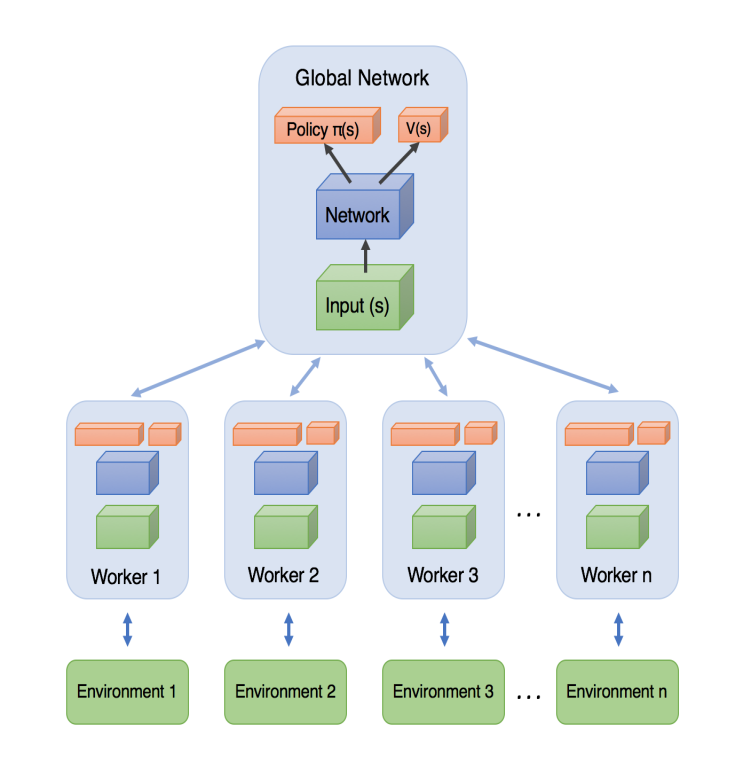 Global Network
Policy π(s)
V(s)
Network
Input (s)
Worker 1
Worker 2
Worker 3
...
Worker n
Environment 1
Environment 2
Environment 3
...
Environment n